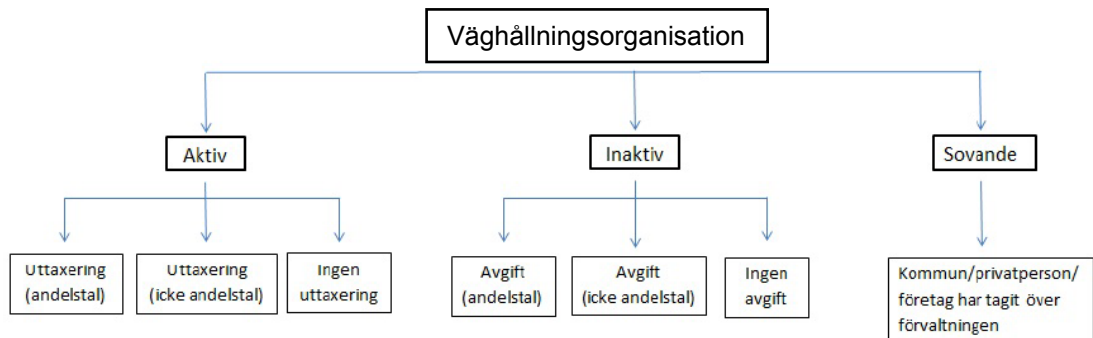 Väghållningsorganisation
Aktiv
Inaktiv
Sovande
Uttaxering
(andelstal)
Uttaxering
(icke andelstal)
Ingen
uttaxering
Avgift
(andelstal)
Avgift
(icke andelstal)
Ingen
avgift
Kommun/privatperson/
företag har tagit över
förvaltningen